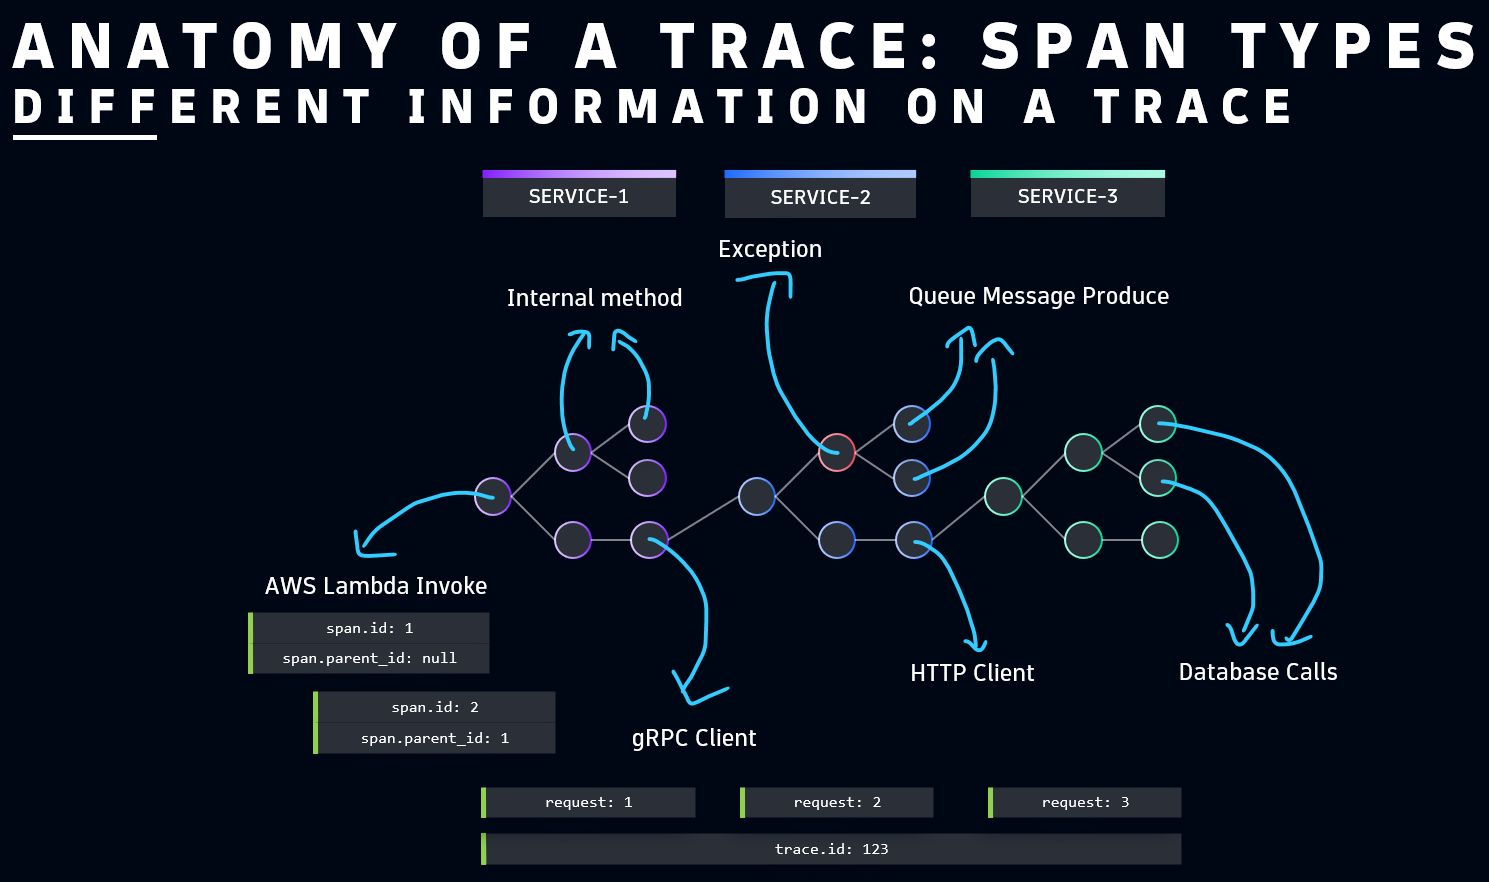 ANATOMY OF A TRACE: SPAN TYPES
DIFFERENT INFORMATION ON A TRACE
SERVICE-1
SERVICE-2
SERVICE-3
Exception
Internal method
Queue Message Produce
AWS Lambda Invoke
span.id: 1
span.parent_id: null
span.id: 2
span.parent_id: 1
gRPC Client
HTTP Client
Database Calls
request: 1
request: 2
request: 3
trace.id: 123